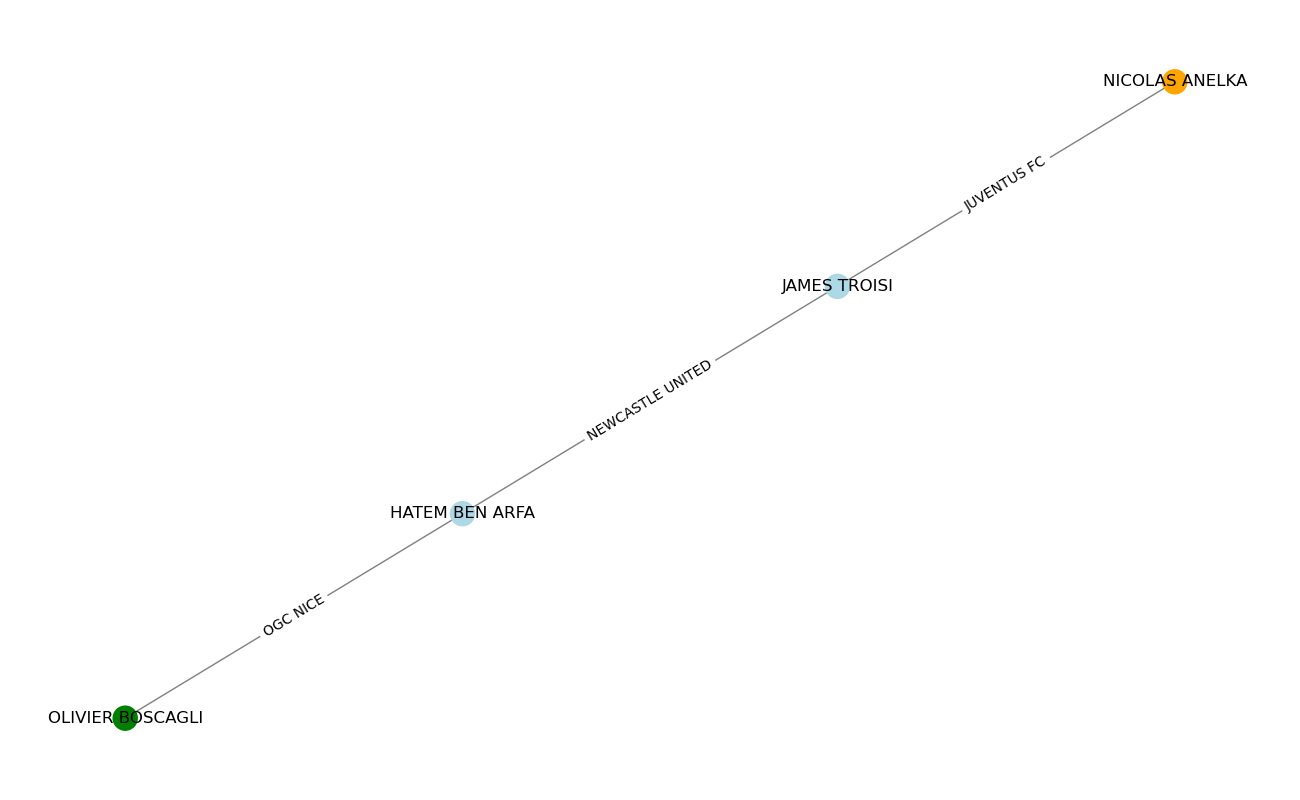 NICOLAS ANELKA
JUVENTUS FC
JAMES TROISI
NEWCASTLE UNITED
HATEM BEN ARFA
OGC NICE
OLIVIER BOSCAGLI